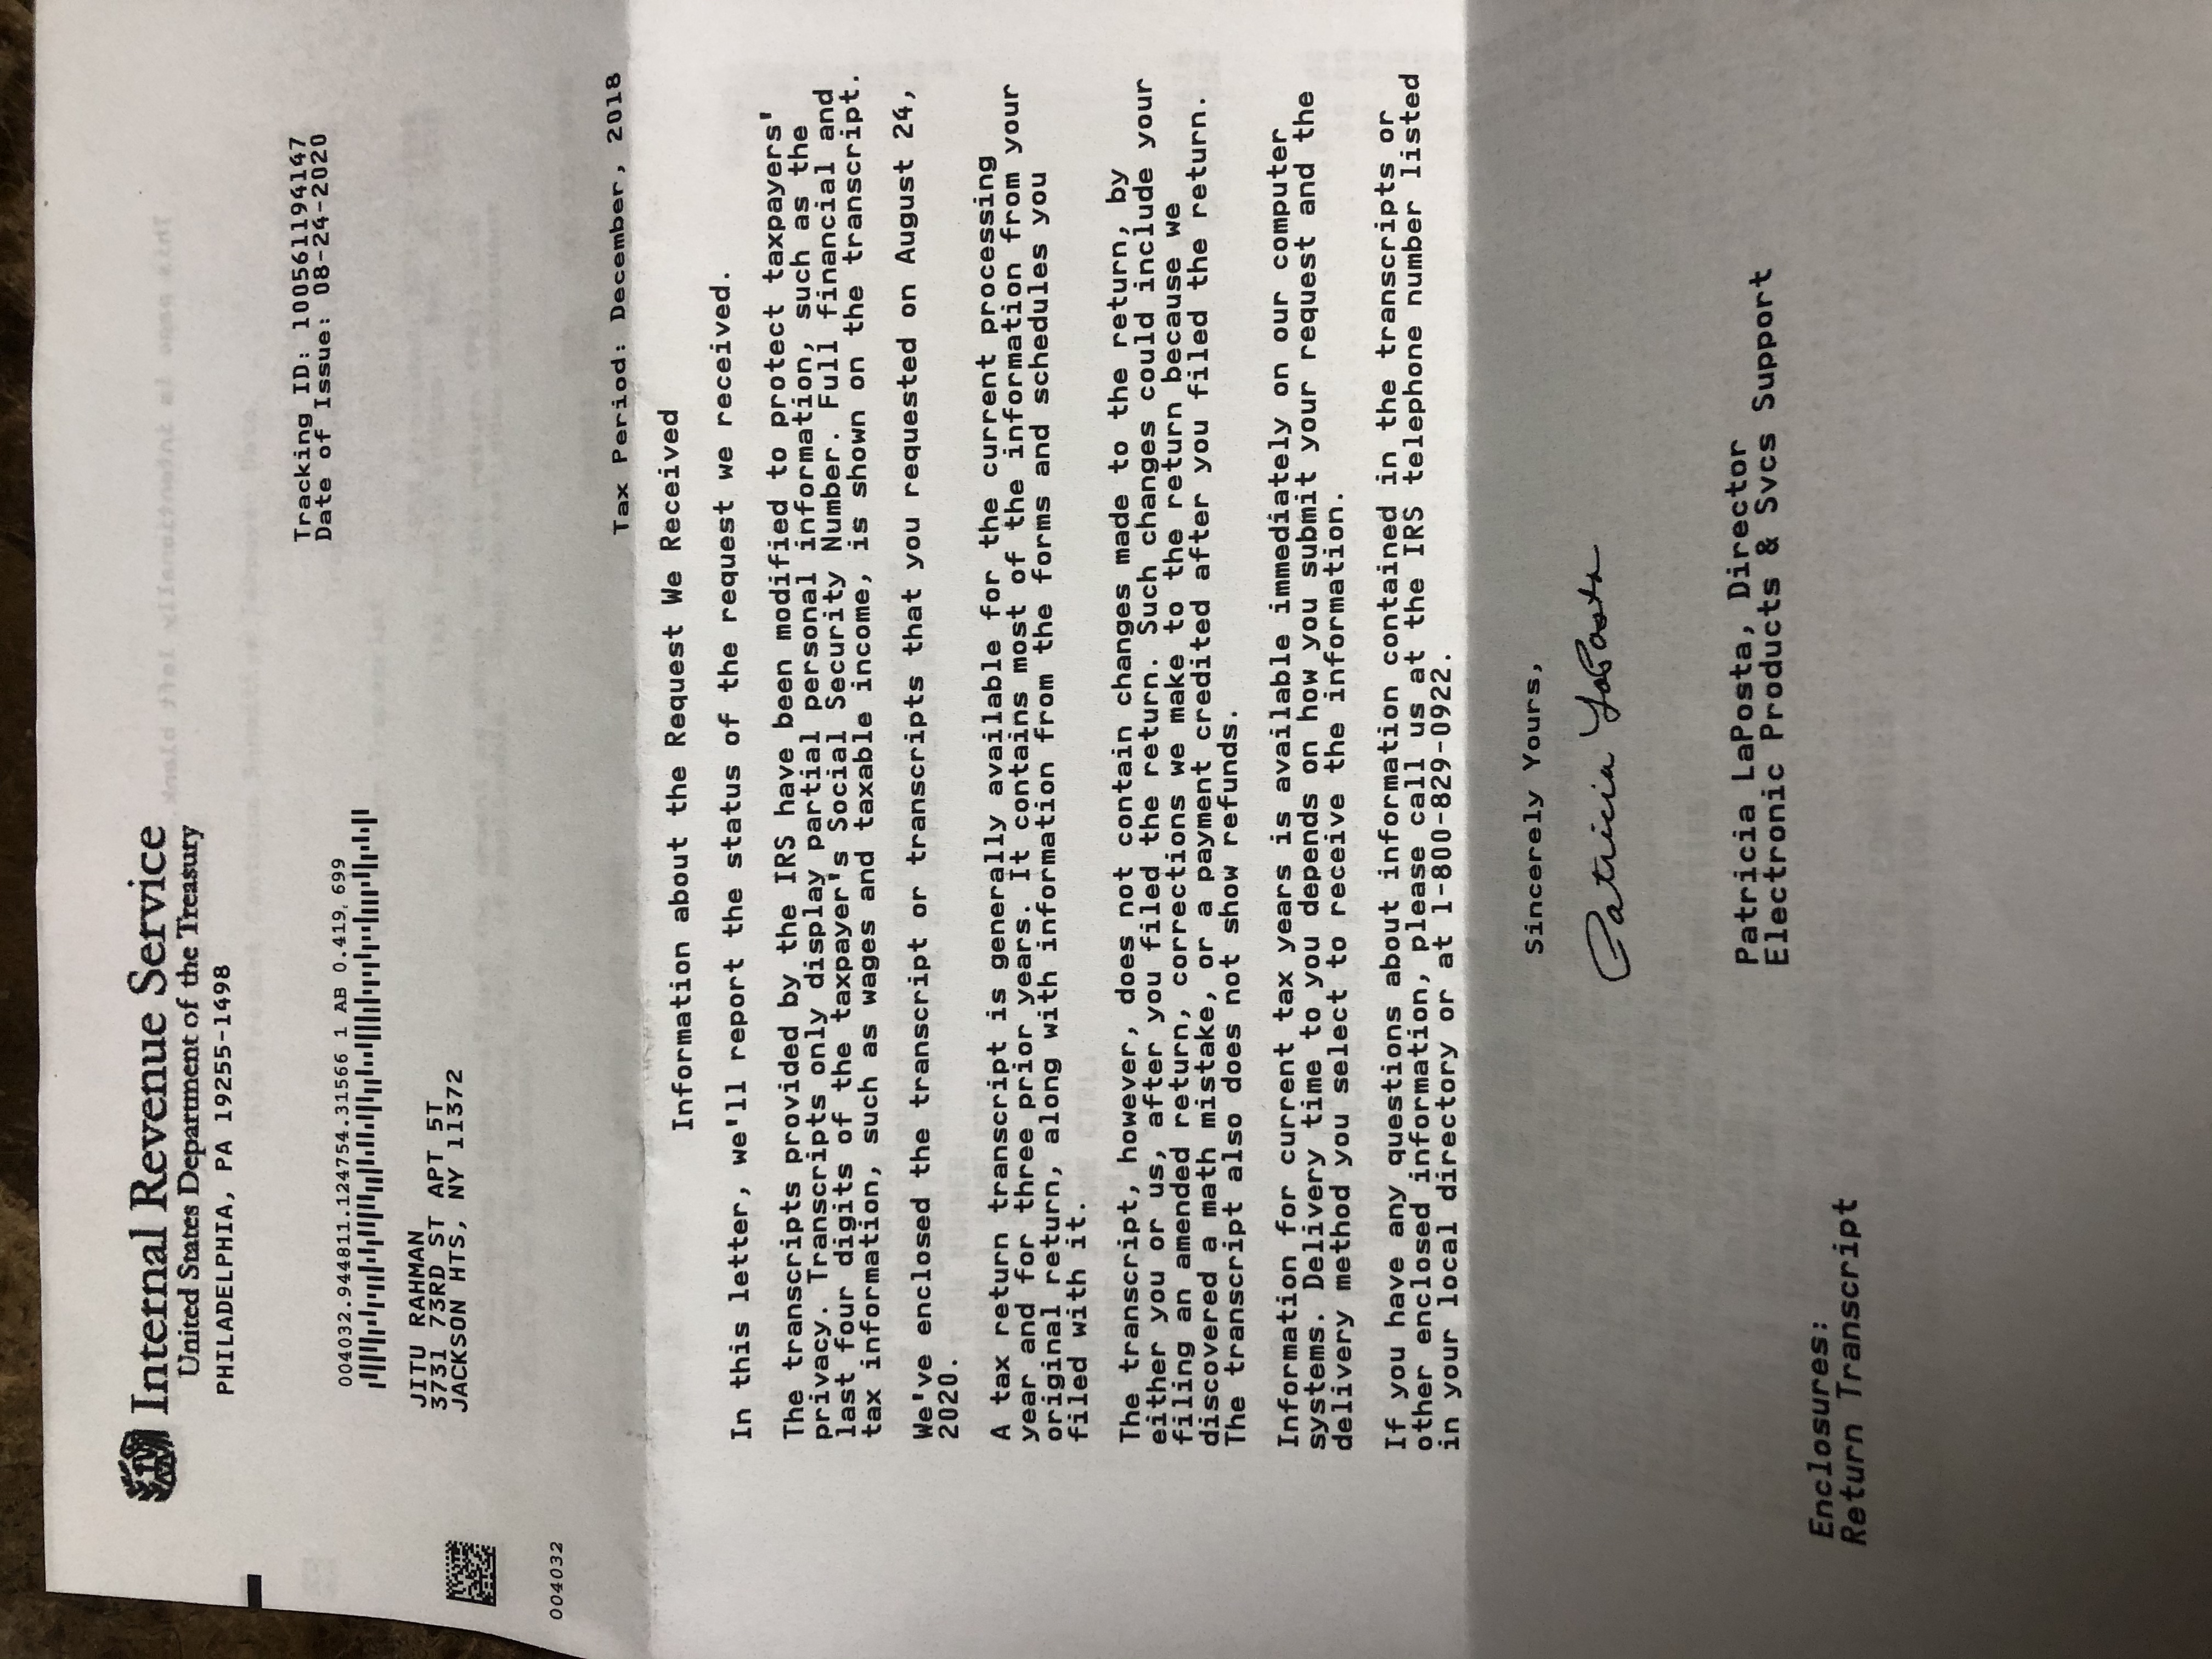 Internal Revenue Service
United States Department of the Treasury
PHILADELPHIA, PA 19255-1498
Tracking ID: 100561194147
Date of Issue: 08-24-2020
004032.944811.124754.31566 1 AB 0.419, 699
JITU RAHMAN
3731 73RD ST APT 5T
JACKSON HTS, NY 11372
004032
Tax Period: December, 2018
Information about the Request We Received
In this letter, we'll report the status of the request we received.
The transcripts provided by the IRS have been modified to protect taxpayers'
privacy. Transcripts only display partial personal information, such as the
last four digits of the taxpayer's Social Security Number. Full financial and
tax information, such as wages and taxable income, is shown on the transcript.
We've enclosed the transcript or transcripts that you requested on August 24,
2020.
A tax return transcript is generally available for the current processing
year and for three prior years. It contains most of the information from your
original return, along with information from the forms and schedules you
filed with it.
The transcript, however, does not contain changes made to the return, by
either you or us, after you filed the return. Such changes could include your
filing an amended return, corrections we make to the return because we
discovered a math mistake, or a payment credited after you filed the return.
The transcript also does not show refunds.
Information for current tax years is available immediately on our computer
systems. Delivery time to you depends on how you submit your request and the
delivery method you select to receive the information.
If you have any questions about information contained in the transcripts or
other enclosed information, please call us at the IRS telephone number listed
in your local directory or at 1-800-829-0922.
Sincerely Yours,
Patricia LaPosta
Patricia LaPosta, Director
Electronic Products & Svcs Support
Enclosures:
Return Transcript